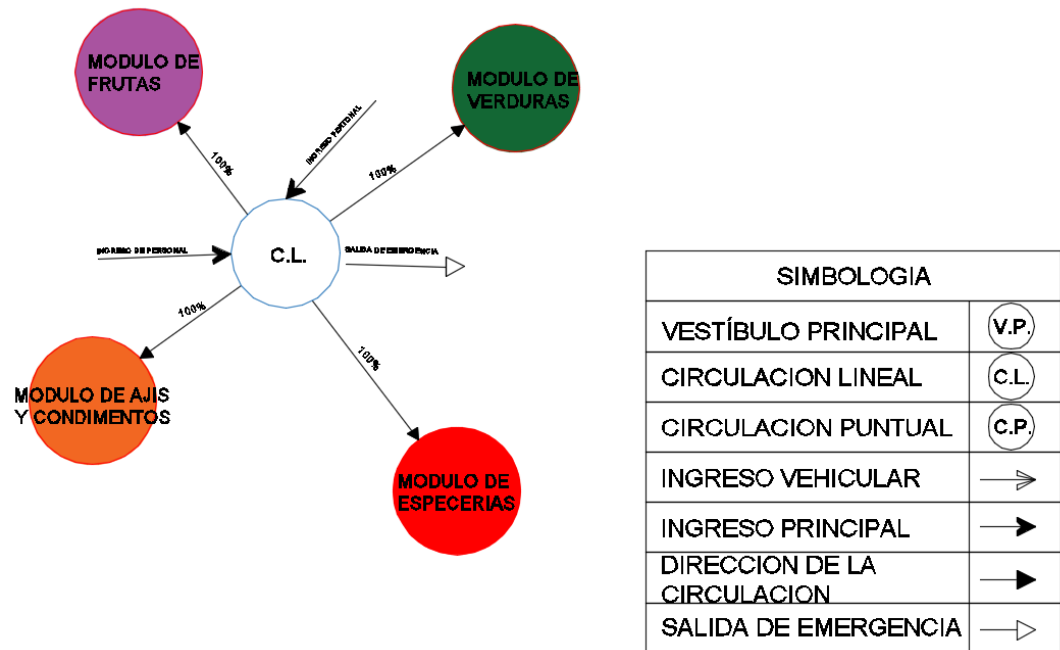 MODULO DE
FRUTAS
MODULO DE
VERDURAS
100%
INGRESO PERSONAL
100%
INGRESO DE PERSONAL
C.L.
SALIDA DE EMERGENCIA
100%
100%
MODULO DE AJIS
Y CONDIMENTOS
MODULO DE
ESPECERIAS
SIMBOLOGIA
VESTÍBULO PRINCIPAL V.P.
CIRCULACION LINEAL C.L.
CIRCULACION PUNTUAL C.P.
INGRESO VEHICULAR
INGRESO PRINCIPAL
DIRECCION DE LA
CIRCULACION
SALIDA DE EMERGENCIA